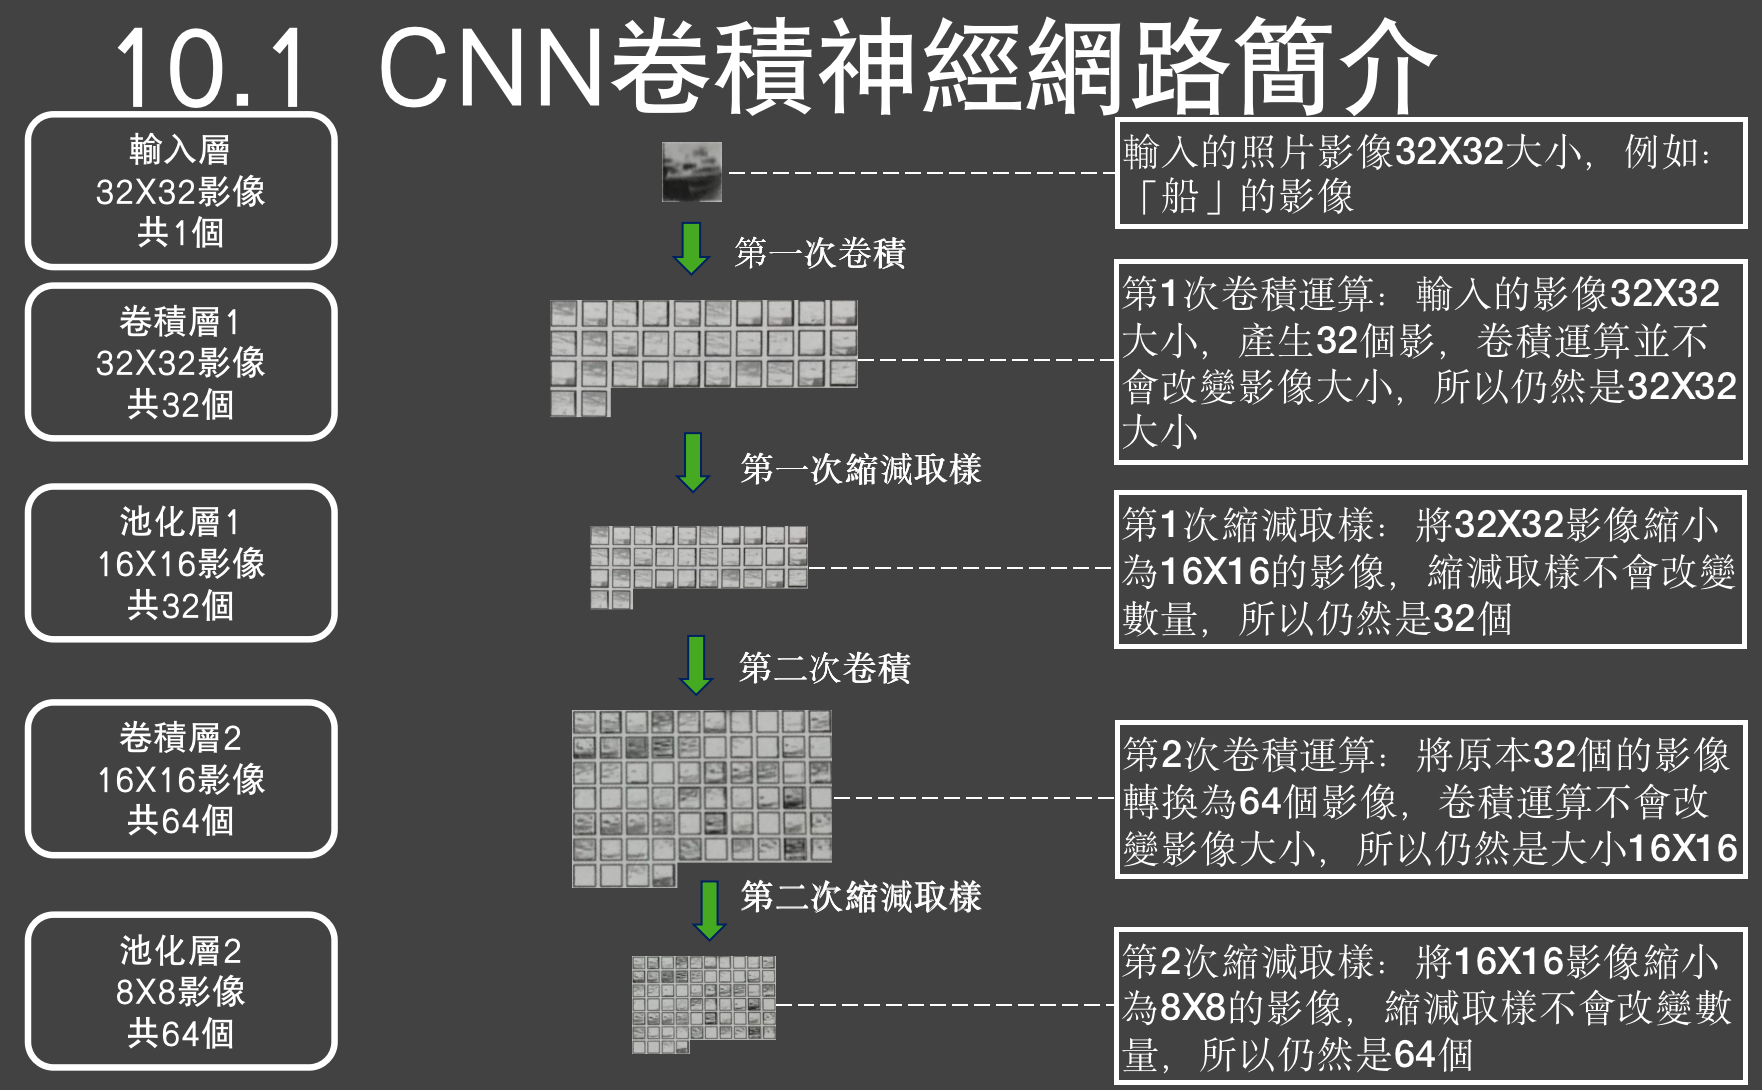 10.1 CNN卷積神經網路簡介
輸入層
32X32影像
共1個
輸入的照片影像32X32大小，例如：
「船」的影像
第一次卷積
卷積層1
32X32影像
共32個
第1次卷積運算：輸入的影像32X32
大小，產生32個影，卷積運算並不
會改變影像大小，所以仍然是32X32
大小
第一次縮減取樣
池化層1
16X16影像
共32個
第1次縮減取樣：將32X32影像縮小
為16X16的影像，縮減取樣不會改變
數量，所以仍然是32個
第二次卷積
卷積層2
16X16影像
共64個
第2次卷積運算：將原本32個的影像
轉換為64個影像，卷積運算不會改
變影像大小，所以仍然是大小16X16
第二次縮減取樣
池化層2
8X8影像
共64個
第2次縮減取樣：將16X16影像縮小
為8X8的影像，縮減取樣不會改變數
量，所以仍然是64個